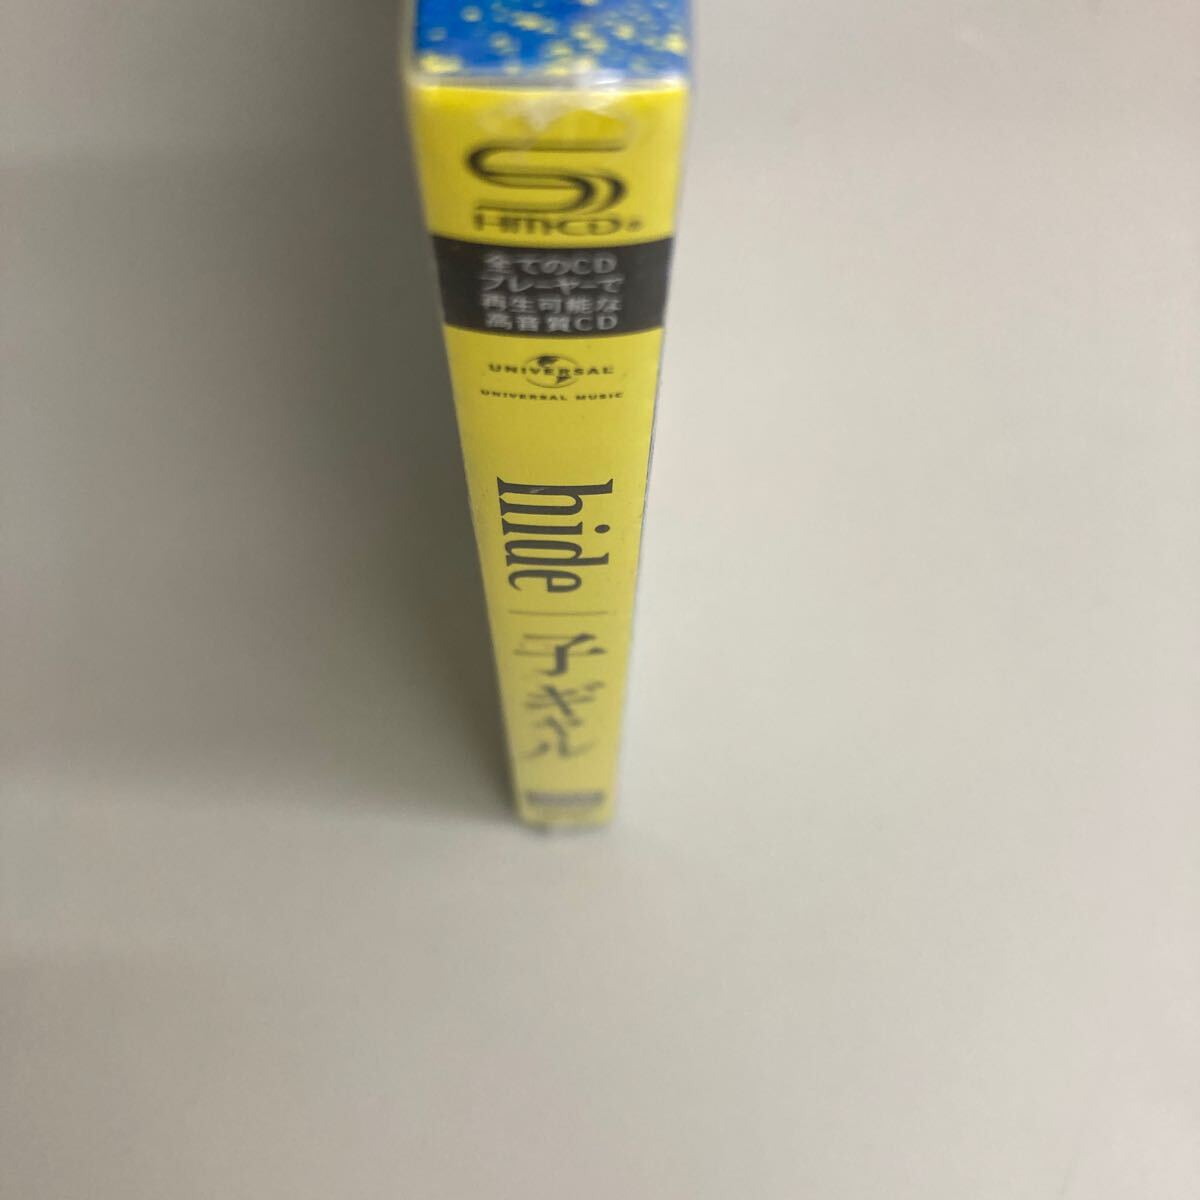 SHM-CD®
全てのCD
プレーヤーで
再生可能な
高音質CD
UNIVERSAL
UNIVERSAL MUSIC
hide | 子ギャル